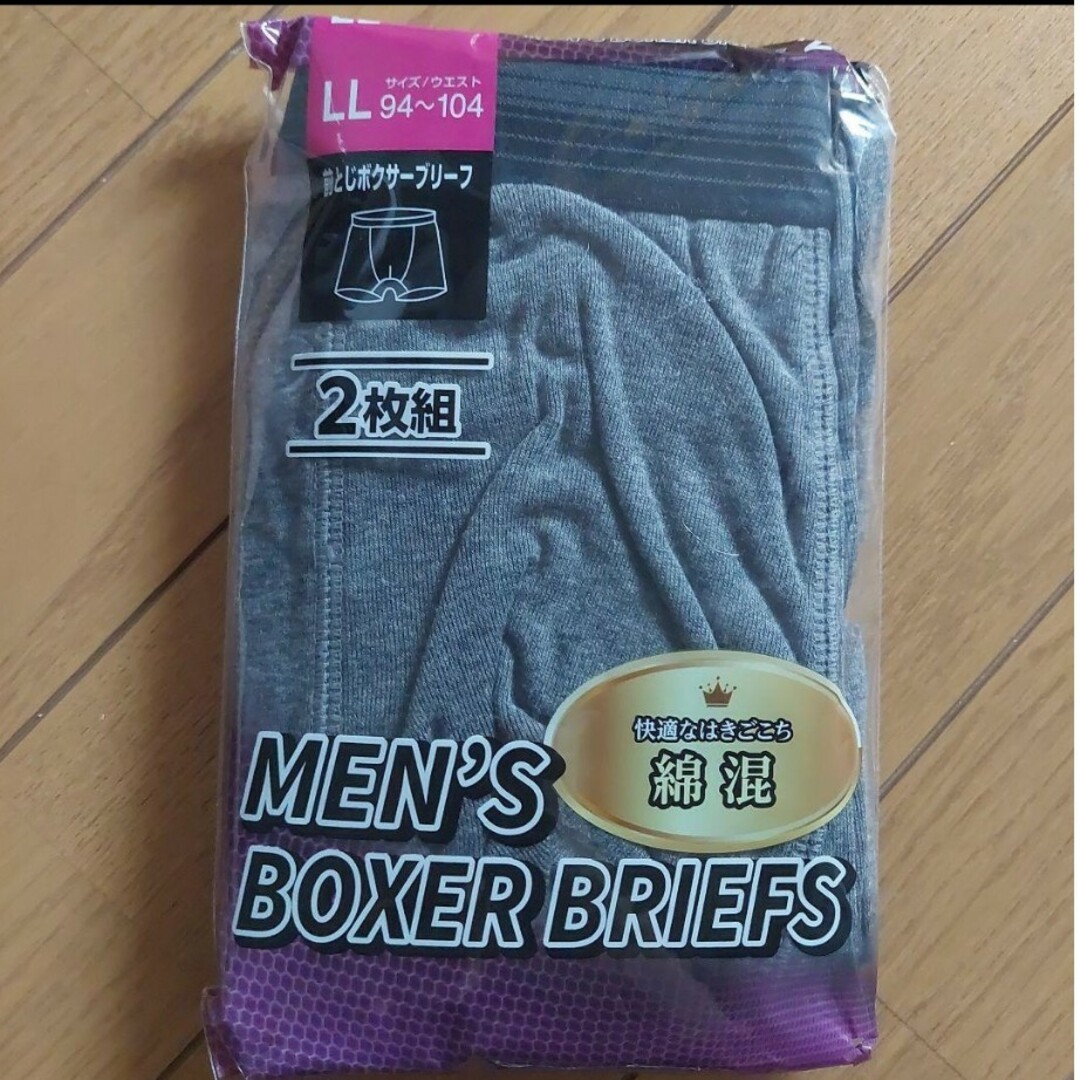 サイズ/ウエスト
LL 94〜104
前とじボクサーブリーフ
2枚組
快適なはきごこち
綿混
MEN'S
BOXER BRIEFS